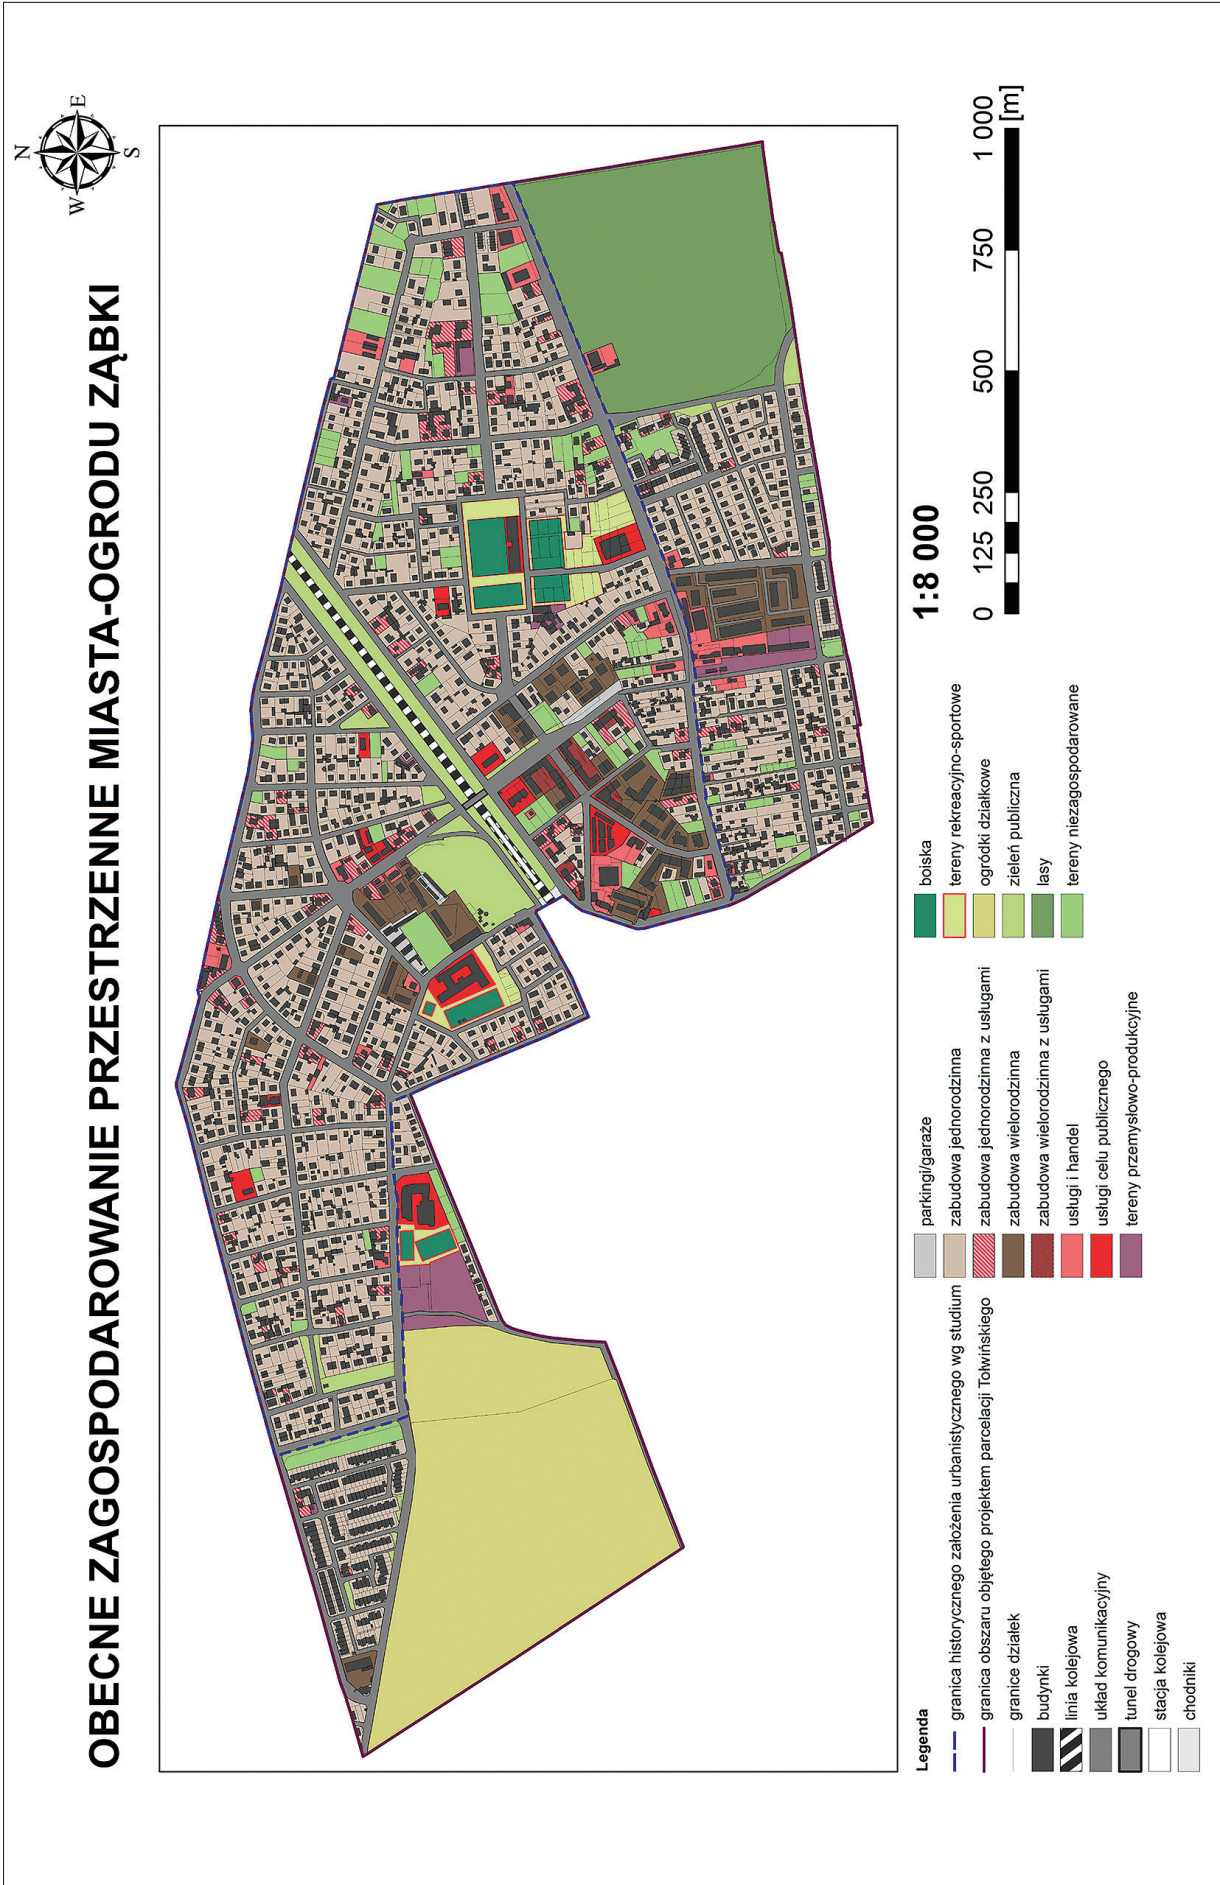 OBECNE ZAGOSPODAROWANIE PRZESTRZENNE MIASTA-OGRODU ZĄBKI
N
E
S
W
Legenda
granica historycznego założenia urbanistycznego wg studium
granica obszaru objętego projektem parcelacji Tołwińskiego
granice działek
budynki
linia kolejowa
układ komunikacyjny
tunel drogowy
stacja kolejowa
chodniki
parkingi/garaże
zabudowa jednorodzinna
zabudowa jednorodzinna z usługami
zabudowa wielorodzinna
zabudowa wielorodzinna z usługami
usługi i handel
usługi celu publicznego
tereny przemysłowo-produkcyjne
boiska
tereny rekreacyjno-sportowe
ogródki działkowe
zieleń publiczna
lasy
tereny niezagospodarowane
1:8 000
0 125 250 500 750 1 000
[m]